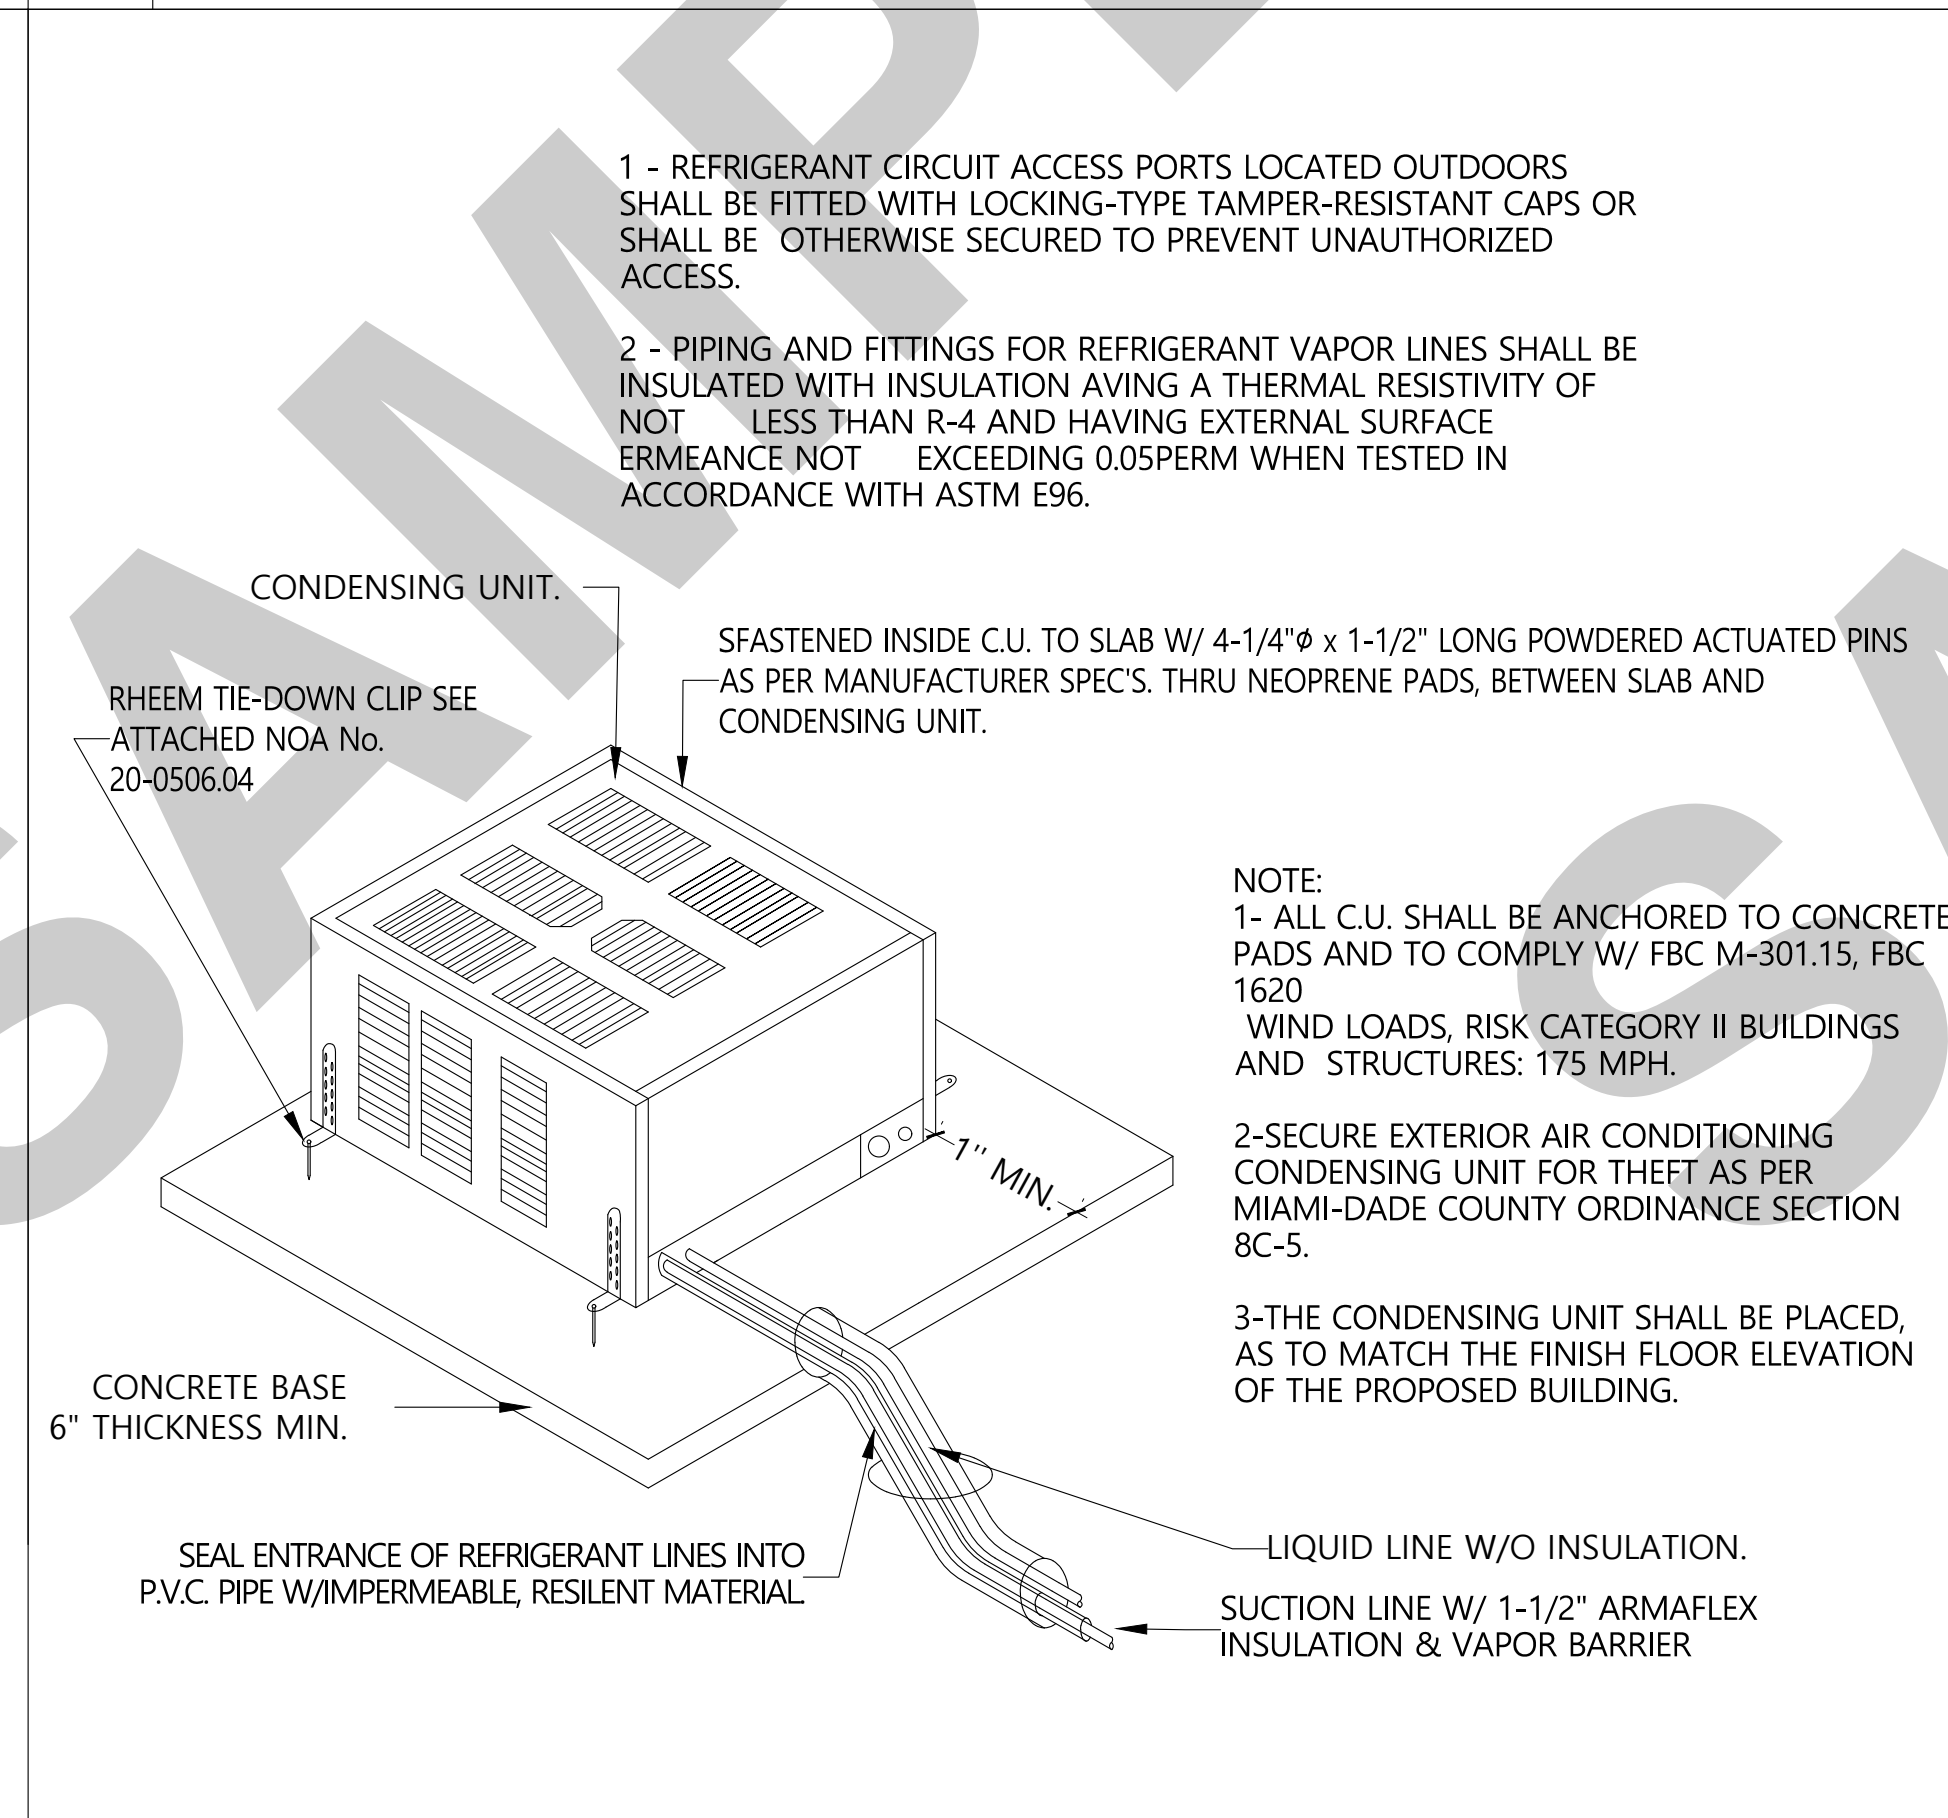 1 - REFRIGERANT CIRCUIT ACCESS PORTS LOCATED OUTDOORS
SHALL BE FITTED WITH LOCKING-TYPE TAMPER-RESISTANT CAPS OR
SHALL BE OTHERWISE SECURED TO PREVENT UNAUTHORIZED
ACCESS.
2 - PIPING AND FITTINGS FOR REFRIGERANT VAPOR LINES SHALL BE
INSULATED WITH INSULATION AVING A THERMAL RESISTIVITY OF
NOT LESS THAN R-4 AND HAVING EXTERNAL SURFACE
ERMEANCE NOT EXCEEDING 0.05PERM WHEN TESTED IN
ACCORDANCE WITH ASTM E96.
CONDENSING UNIT.
SFASTENED INSIDE C.U. TO SLAB W/ 4-1/4"ϕ x 1-1/2" LONG POWDERED ACTUATED PINS
AS PER MANUFACTURER SPEC'S. THRU NEOPRENE PADS, BETWEEN SLAB AND
CONDENSING UNIT.
RHEEM TIE-DOWN CLIP SEE
ATTACHED NOA No.
20-0506.04
NOTE:
1- ALL C.U. SHALL BE ANCHORED TO CONCRETE
PADS AND TO COMPLY W/ FBC M-301.15, FBC
1620
WIND LOADS, RISK CATEGORY II BUILDINGS
AND STRUCTURES: 175 MPH.
2-SECURE EXTERIOR AIR CONDITIONING
CONDENSING UNIT FOR THEFT AS PER
MIAMI-DADE COUNTY ORDINANCE SECTION
8C-5.
3-THE CONDENSING UNIT SHALL BE PLACED,
AS TO MATCH THE FINISH FLOOR ELEVATION
OF THE PROPOSED BUILDING.
1" MIN.
CONCRETE BASE
6" THICKNESS MIN.
SEAL ENTRANCE OF REFRIGERANT LINES INTO
P.V.C. PIPE W/IMPERMEABLE, RESILENT MATERIAL.
LIQUID LINE W/O INSULATION.
SUCTION LINE W/ 1-1/2" ARMAFLEX
INSULATION & VAPOR BARRIER
SAMP
SA